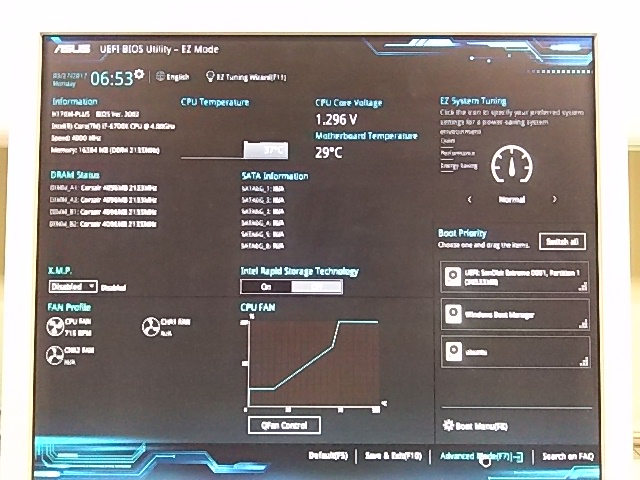 ASUS UEFI BIOS Utility – EZ Mode
03/27/2017
Monday
06:53
English
EZ Tuning Wizard(F11)
Information
H170M-PLUS BIOS Ver. 2002
Intel(R) Core(TM) i7-6700K CPU @ 4.00GHz
Speed: 4000 MHz
Memory: 16384 MB (DDR4 2133MHz)
CPU Temperature
CPU Core Voltage
1.296 V
Motherboard Temperature
29°C
EZ System Tuning
Click the icon to specify your preferred system
settings for a power-saving system
environment
Quiet
Performance
Energy Saving
Normal
DRAM Status
DIMM_A1: Corsair 4096MB 2133MHz
DIMM_A2: Corsair 4096MB 2133MHz
DIMM_B1: Corsair 4096MB 2133MHz
DIMM_B2: Corsair 4096MB 2133MHz
SATA Information
SATA6G_1: N/A
SATA6G_2: N/A
SATA6G_3: N/A
SATA6G_4: N/A
SATA6G_5: N/A
SATA6G_6: N/A
Boot Priority
Choose one and drag the items.
Switch all
UEFI: SanDisk Extreme 0001, Partition 1
Windows Boot Manager
ubuntu
X.M.P.
Disabled
Disabled
Intel Rapid Storage Technology
On
FAN Profile
CPU FAN
715 RPM
CHA1 FAN
N/A
CHA2 FAN
N/A
CPU FAN
%
°C
QFan Control
Boot Menu(F8)
Default(F5)
Save & Exit(F10)
Advanced Mode(F7)
Search on FAQ